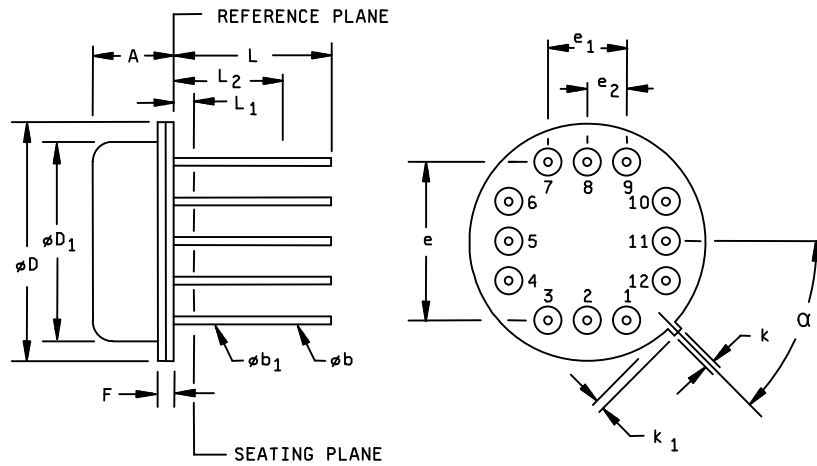 REFERENCE PLANE
A
L
L2
L1
øD
øD1
øb1
øb
F
SEATING PLANE
e1
e2
e
7
8
9
6
10
5
11
4
12
3
2
1
α
k
k1